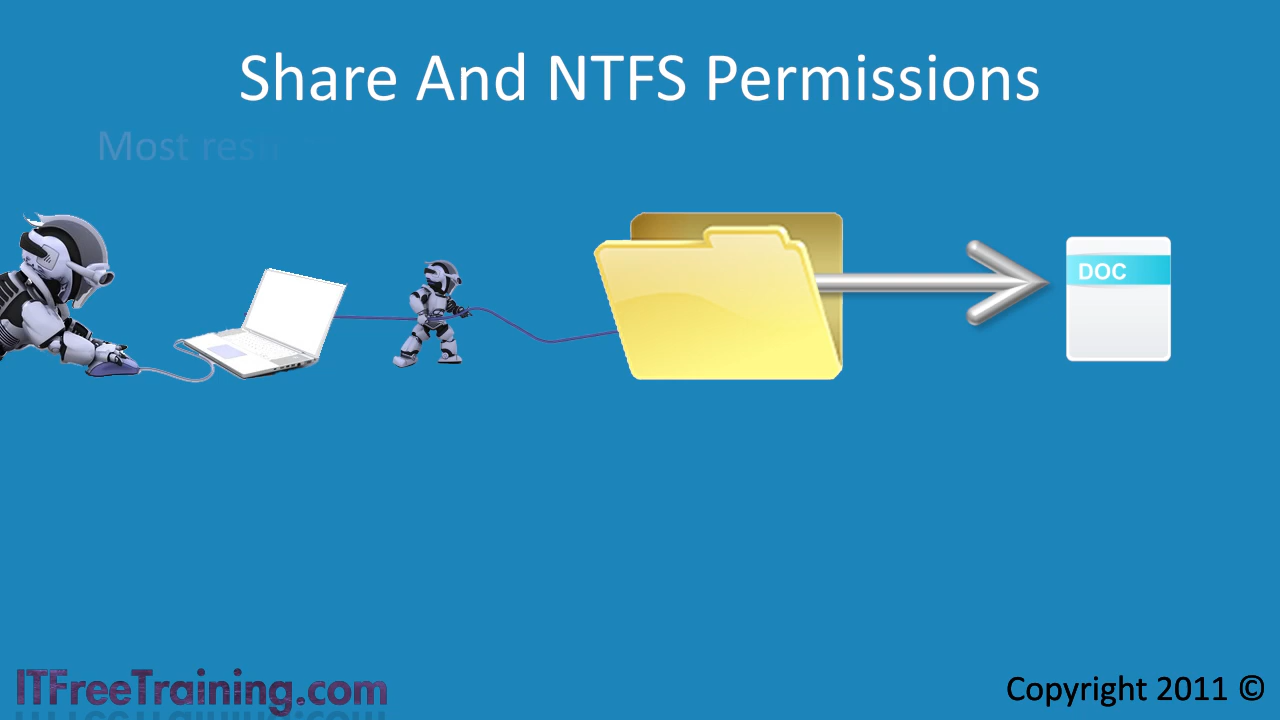 Share And NTFS Permissions
Most
DOC
ITFreeTraining.com
Copyright 2011 ©